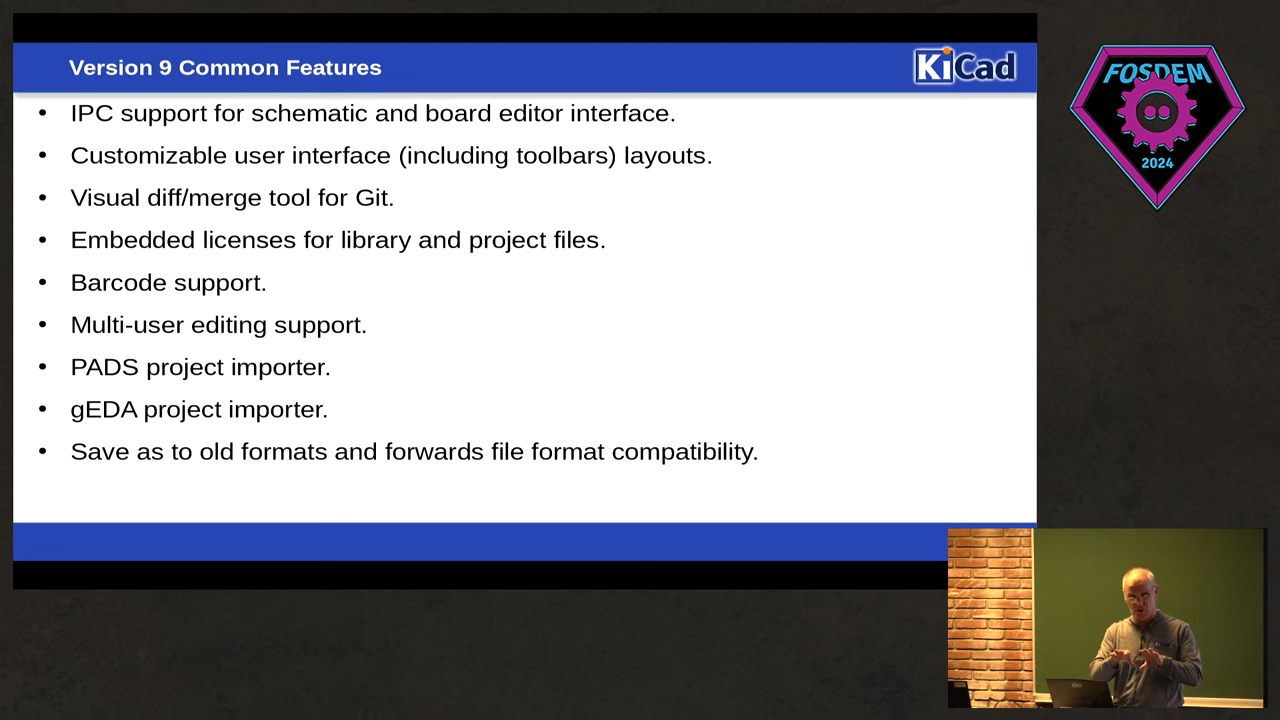 Version 9 Common Features
KiCad
• IPC support for schematic and board editor interface.
• Customizable user interface (including toolbars) layouts.
• Visual diff/merge tool for Git.
• Embedded licenses for library and project files.
• Barcode support.
• Multi-user editing support.
• PADS project importer.
• gEDA project importer.
• Save as to old formats and forwards file format compatibility.
FOSDEM
2024